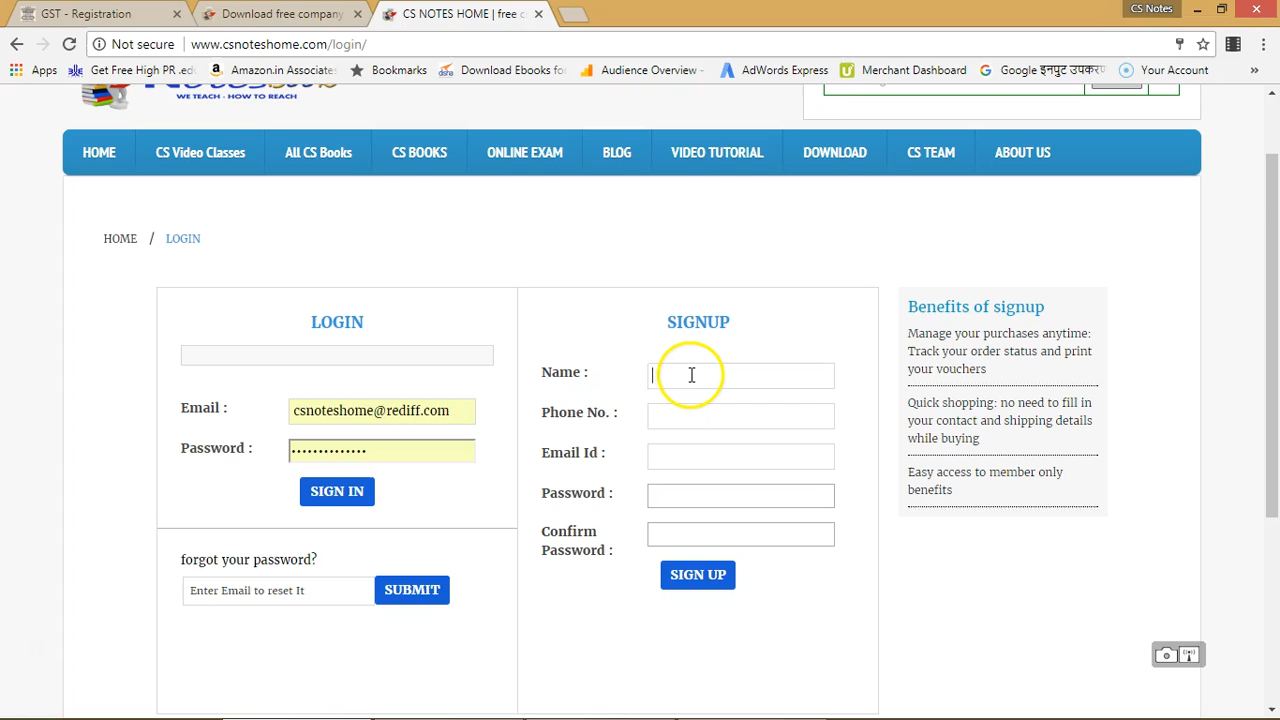 GST - Registration
Download free company
CS NOTES HOME | free c
CS Notes
Not secure
www.csnoteshome.com/login/
Apps
Get Free High PR .edu
Amazon.in Associates
Bookmarks
Download Ebooks fo
Audience Overview -
AdWords Express
Merchant Dashboard
Google इनपुट उपकर
Your Account
»
WE TEACH - HOW TO REACH
HOME
CS Video Classes
All CS Books
CS BOOKS
ONLINE EXAM
BLOG
VIDEO TUTORIAL
DOWNLOAD
CS TEAM
ABOUT US
HOME / LOGIN
LOGIN
Email :
csnoteshome@rediff.com
Password :
••••••••••••••
SIGN IN
forgot your password?
Enter Email to reset It
SUBMIT
SIGNUP
Name :
Phone No. :
Email Id :
Password :
Confirm
Password :
SIGN UP
Benefits of signup
Manage your purchases anytime:
Track your order status and print
your vouchers
Quick shopping: no need to fill in
your contact and shipping details
while buying
Easy access to member only
benefits